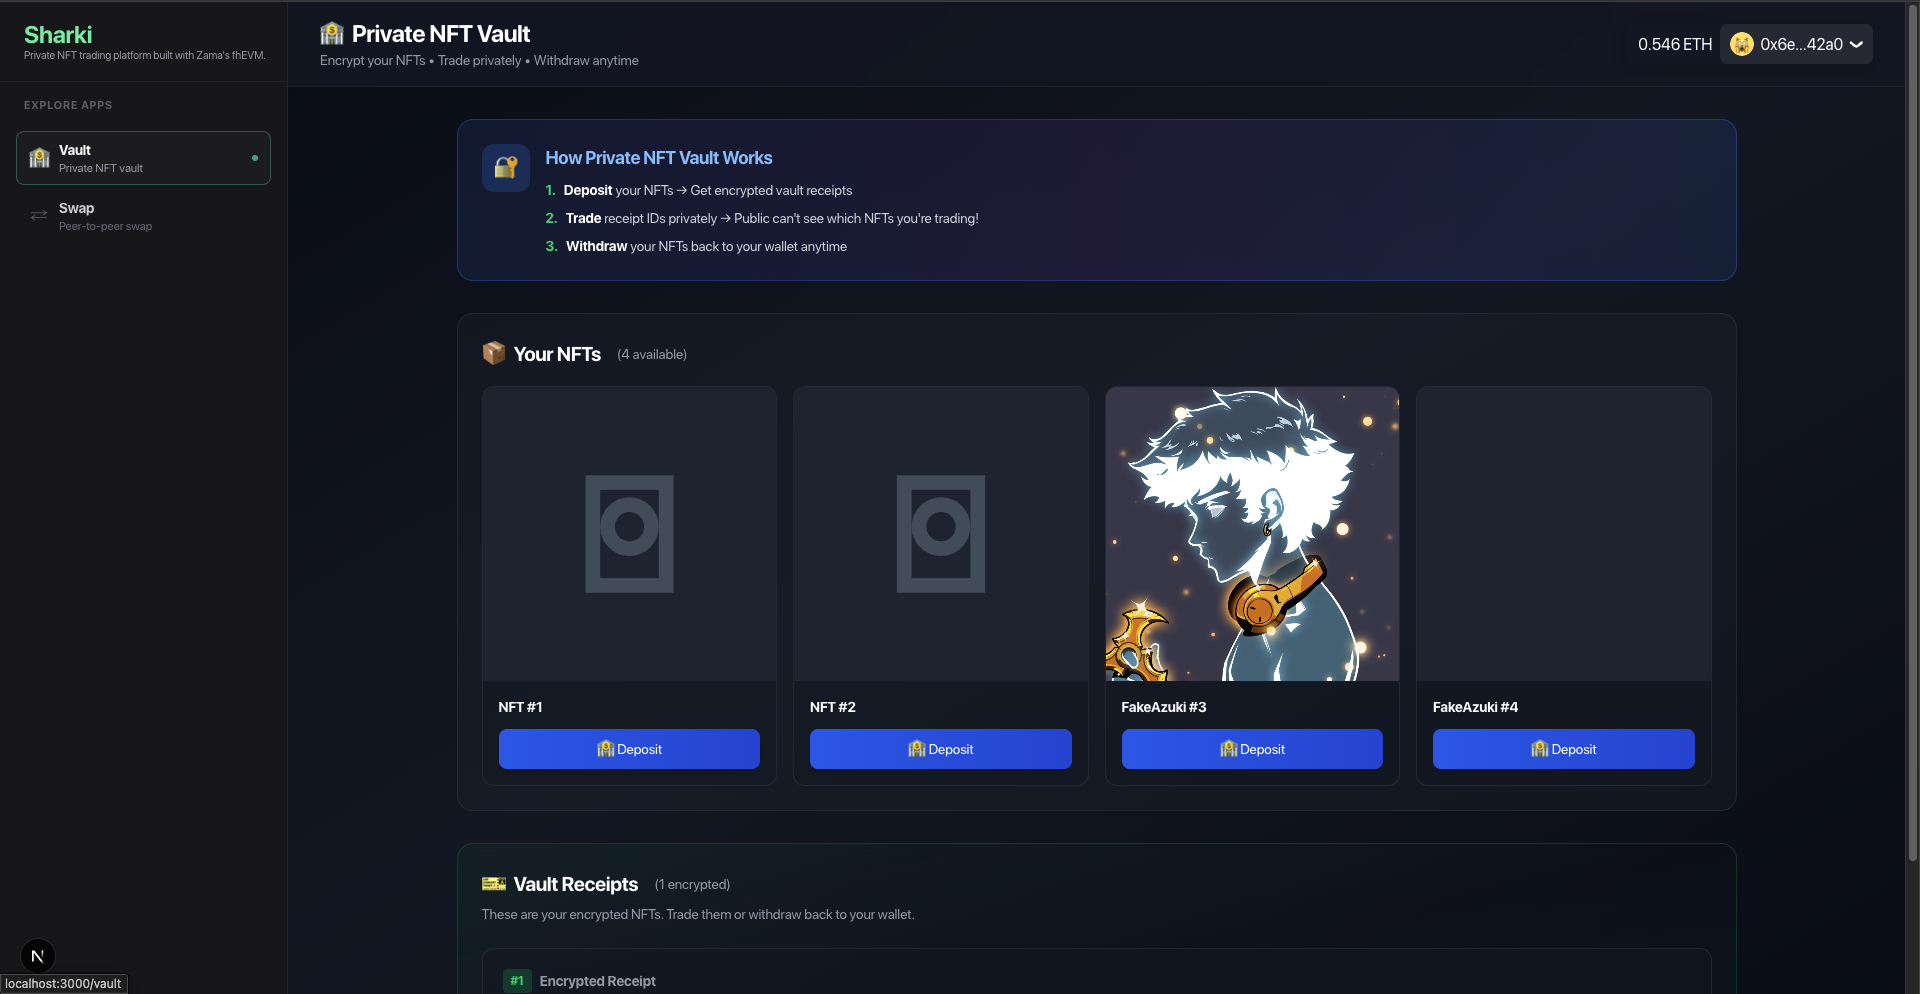 Sharki
Private NFT trading platform built with Zama's fhEVM.
EXPLORE APPS
Vault
Private NFT vault
Swap
Peer-to-peer swap
Private NFT Vault
Encrypt your NFTs • Trade privately • Withdraw anytime
0.546 ETH
0x6e...42a0
How Private NFT Vault Works
1. Deposit your NFTs → Get encrypted vault receipts
2. Trade receipt IDs privately → Public can't see which NFTs you're trading!
3. Withdraw your NFTs back to your wallet anytime
Your NFTs (4 available)
NFT #1
Deposit
NFT #2
Deposit
FakeAzuki #3
Deposit
FakeAzuki #4
Deposit
Vault Receipts (1 encrypted)
These are your encrypted NFTs. Trade them or withdraw back to your wallet.
#1 Encrypted Receipt
N
localhost:3000/vault